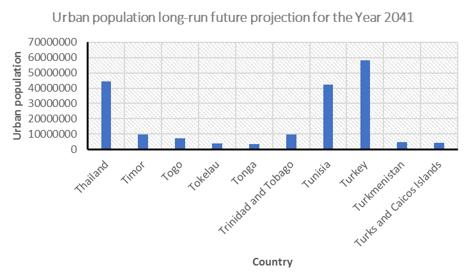 Urban population long-run future projection for the Year 2041
Urban population
70000000
60000000
50000000
40000000
30000000
20000000
10000000
0
Thailand
Timor
Togo
Tokelau
Tonga
Trinidad and Tobago
Tunisia
Turkey
Turkmenistan
Turks and Caicos Islands
Country